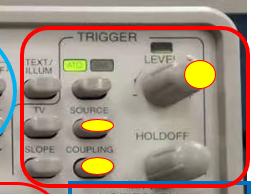 TRIGGER
TEXT/
ILLUM
ATO
LEVEL
TV
SOURCE
HOLDOFF
SLOPE
COUPLING